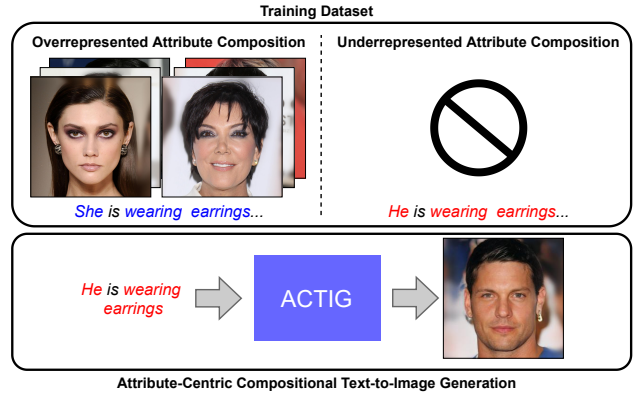 Training Dataset
Overrepresented Attribute Composition
Underrepresented Attribute Composition
She is wearing earrings...
He is wearing earrings...
He is wearing
earrings
ACTIG
Attribute-Centric Compositional Text-to-Image Generation